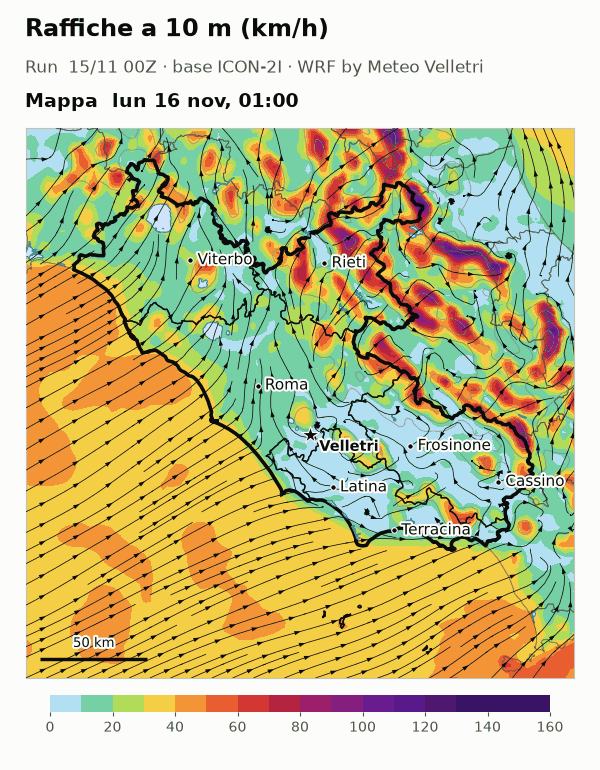 Raffiche a 10 m (km/h)
Run  15/11 00Z · base ICON-2I · WRF by Meteo Velletri
Mappa  lun 16 nov, 01:00
Viterbo
Rieti
Roma
Velletri
Frosinone
Latina
Cassino
Terracina
50 km
0 20 40 60 80 100 120 140 160